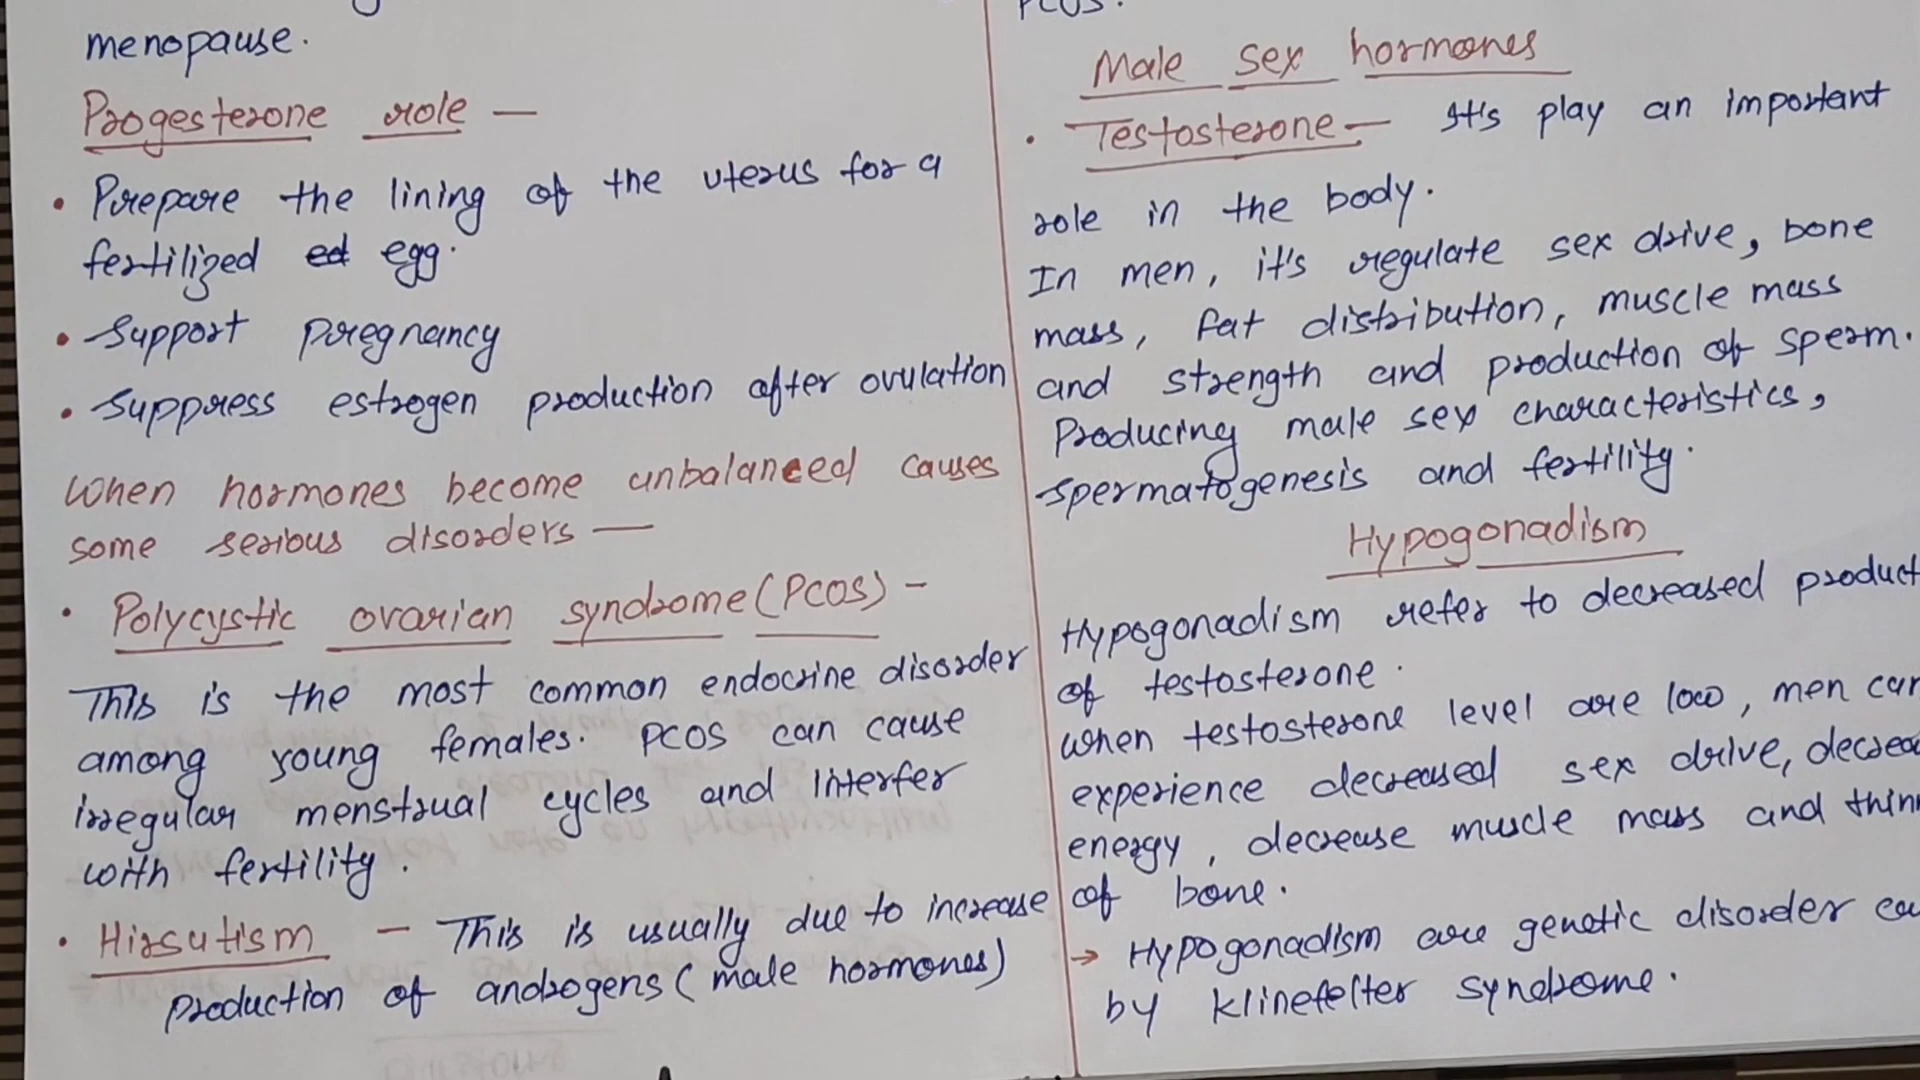 menopause.
Progesterone role —
• Prepare the lining of the uterus for a
fertilized ed egg.
• Support pregnancy
• Suppress estrogen production after ovulation
When hormones become unbalanced causes
some serious disorders —
• Polycystic ovarian syndrome (PCOS) -
This is the most common endocrine disorder
among young females. PCOS can cause
irregular menstrual cycles and interfer
with fertility.
• Hirsutism - This is usually due to increase
production of androgens (male hormones)
PCOS.
Male sex hormones
• Testosterone — It's play an important
role in the body.
In men, it's regulate sex drive, bone
mass, fat distribution, muscle mass
and strength and production of sperm.
Producing male sex characteristics,
spermatogenesis and fertility.
Hypogonadism
Hypogonadism refer to decreased product
of testosterone.
when testosterone level are low, men can
experience decreased sex drive, decrea
energy, decrease muscle mass and thinn
of bone.
→ Hypogonadism are genetic disorder ca
by Klinefelter syndrome.